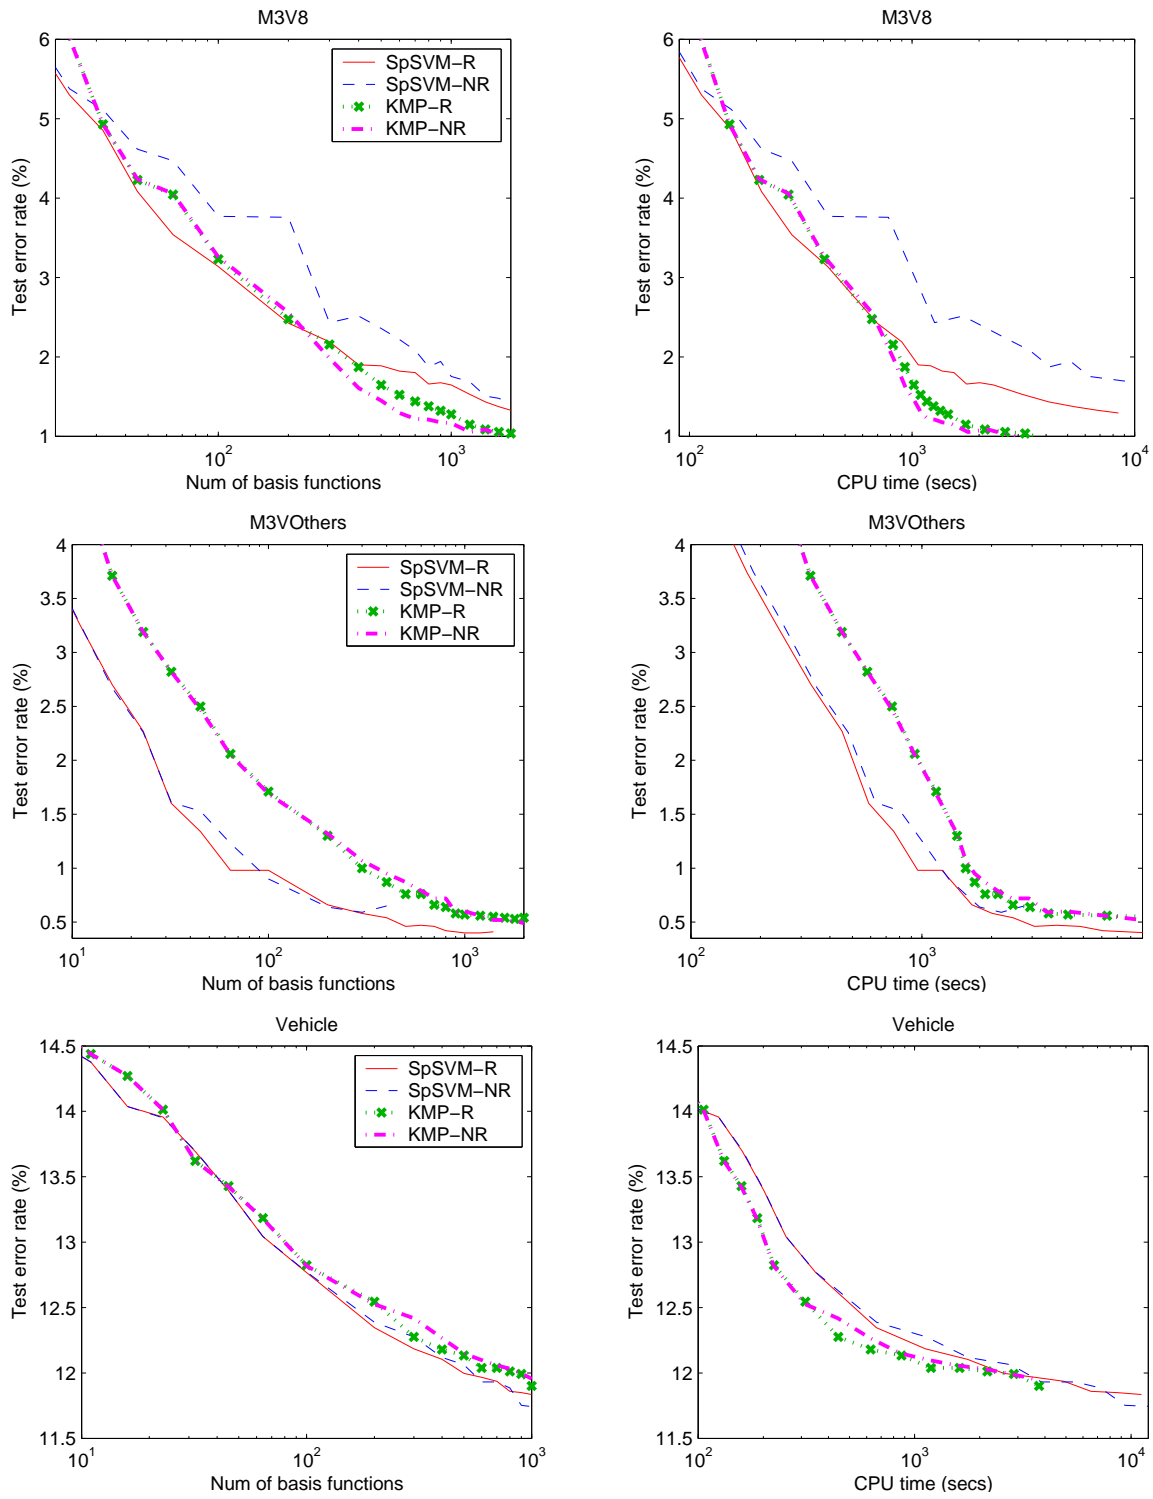 M3V8
6
5
4
3
2
1
Test error rate (%)
10^2
10^3
Num of basis functions
SpSVM−R
SpSVM−NR
KMP−R
KMP−NR
M3V8
6
5
4
3
2
1
Test error rate (%)
10^2
10^3
10^4
CPU time (secs)
M3VOthers
4
3.5
3
2.5
2
1.5
1
0.5
Test error rate (%)
10^1
10^2
10^3
Num of basis functions
SpSVM−R
SpSVM−NR
KMP−R
KMP−NR
M3VOthers
4
3.5
3
2.5
2
1.5
1
0.5
Test error rate (%)
10^2
10^3
CPU time (secs)
Vehicle
14.5
14
13.5
13
12.5
12
11.5
Test error rate (%)
10^1
10^2
10^3
Num of basis functions
SpSVM−R
SpSVM−NR
KMP−R
KMP−NR
Vehicle
14.5
14
13.5
13
12.5
12
11.5
Test error rate (%)
10^2
10^3
10^4
CPU time (secs)